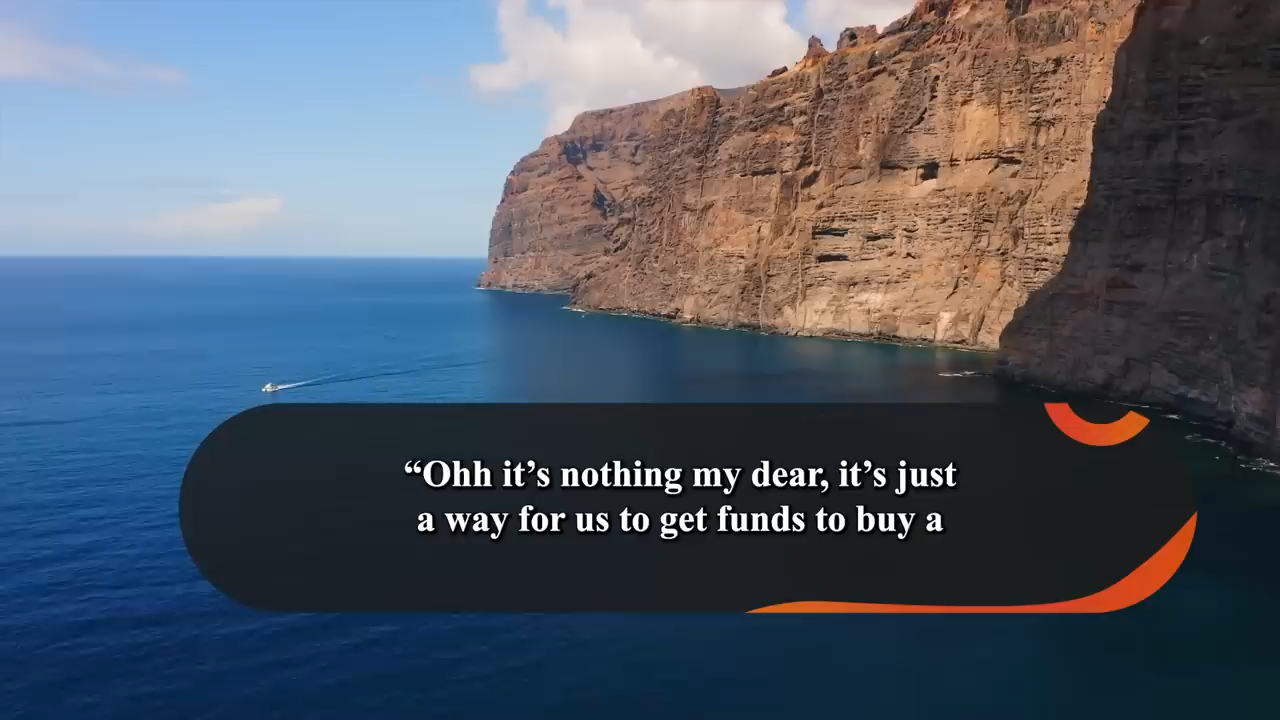 “Ohh it’s nothing my dear, it’s just
a way for us to get funds to buy a